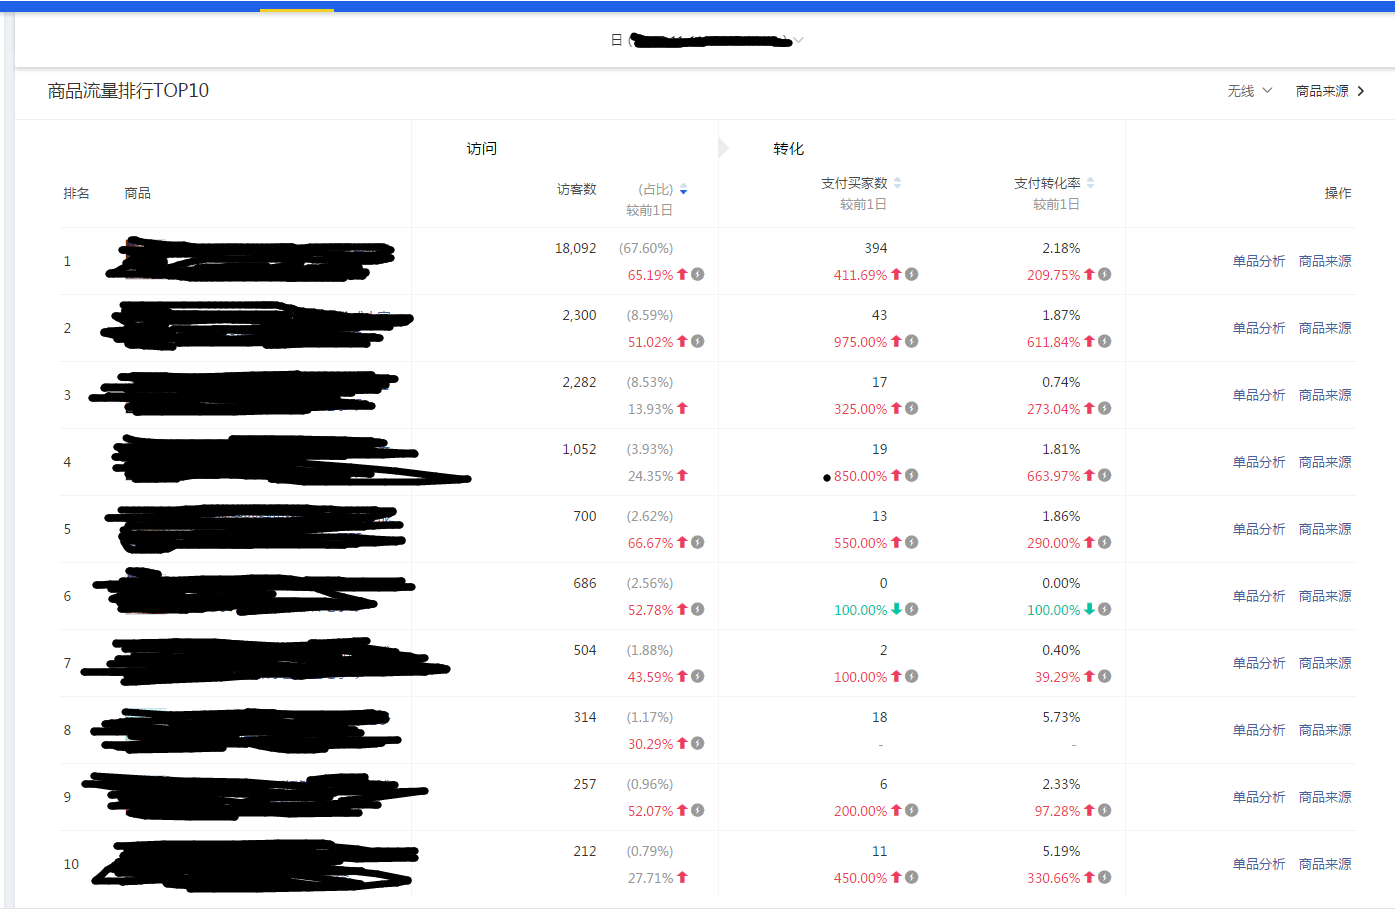 日 (
商品流量排行TOP10 无线 商品来源
访问 转化
排名 商品 访客数 (占比) 支付买家数 支付转化率 操作
较前1日 较前1日 较前1日
1 18,092 (67.60%) 394 2.18% 单品分析 商品来源
65.19% 411.69% 209.75%
2 2,300 (8.59%) 43 1.87% 单品分析 商品来源
51.02% 975.00% 611.84%
3 2,282 (8.53%) 17 0.74% 单品分析 商品来源
13.93% 325.00% 273.04%
4 1,052 (3.93%) 19 1.81% 单品分析 商品来源
24.35% 850.00% 663.97%
5 700 (2.62%) 13 1.86% 单品分析 商品来源
66.67% 550.00% 290.00%
6 686 (2.56%) 0 0.00% 单品分析 商品来源
52.78% 100.00% 100.00%
7 504 (1.88%) 2 0.40% 单品分析 商品来源
43.59% 100.00% 39.29%
8 314 (1.17%) 18 5.73% 单品分析 商品来源
30.29% - -
9 257 (0.96%) 6 2.33% 单品分析 商品来源
52.07% 200.00% 97.28%
10 212 (0.79%) 11 5.19% 单品分析 商品来源
27.71% 450.00% 330.66%